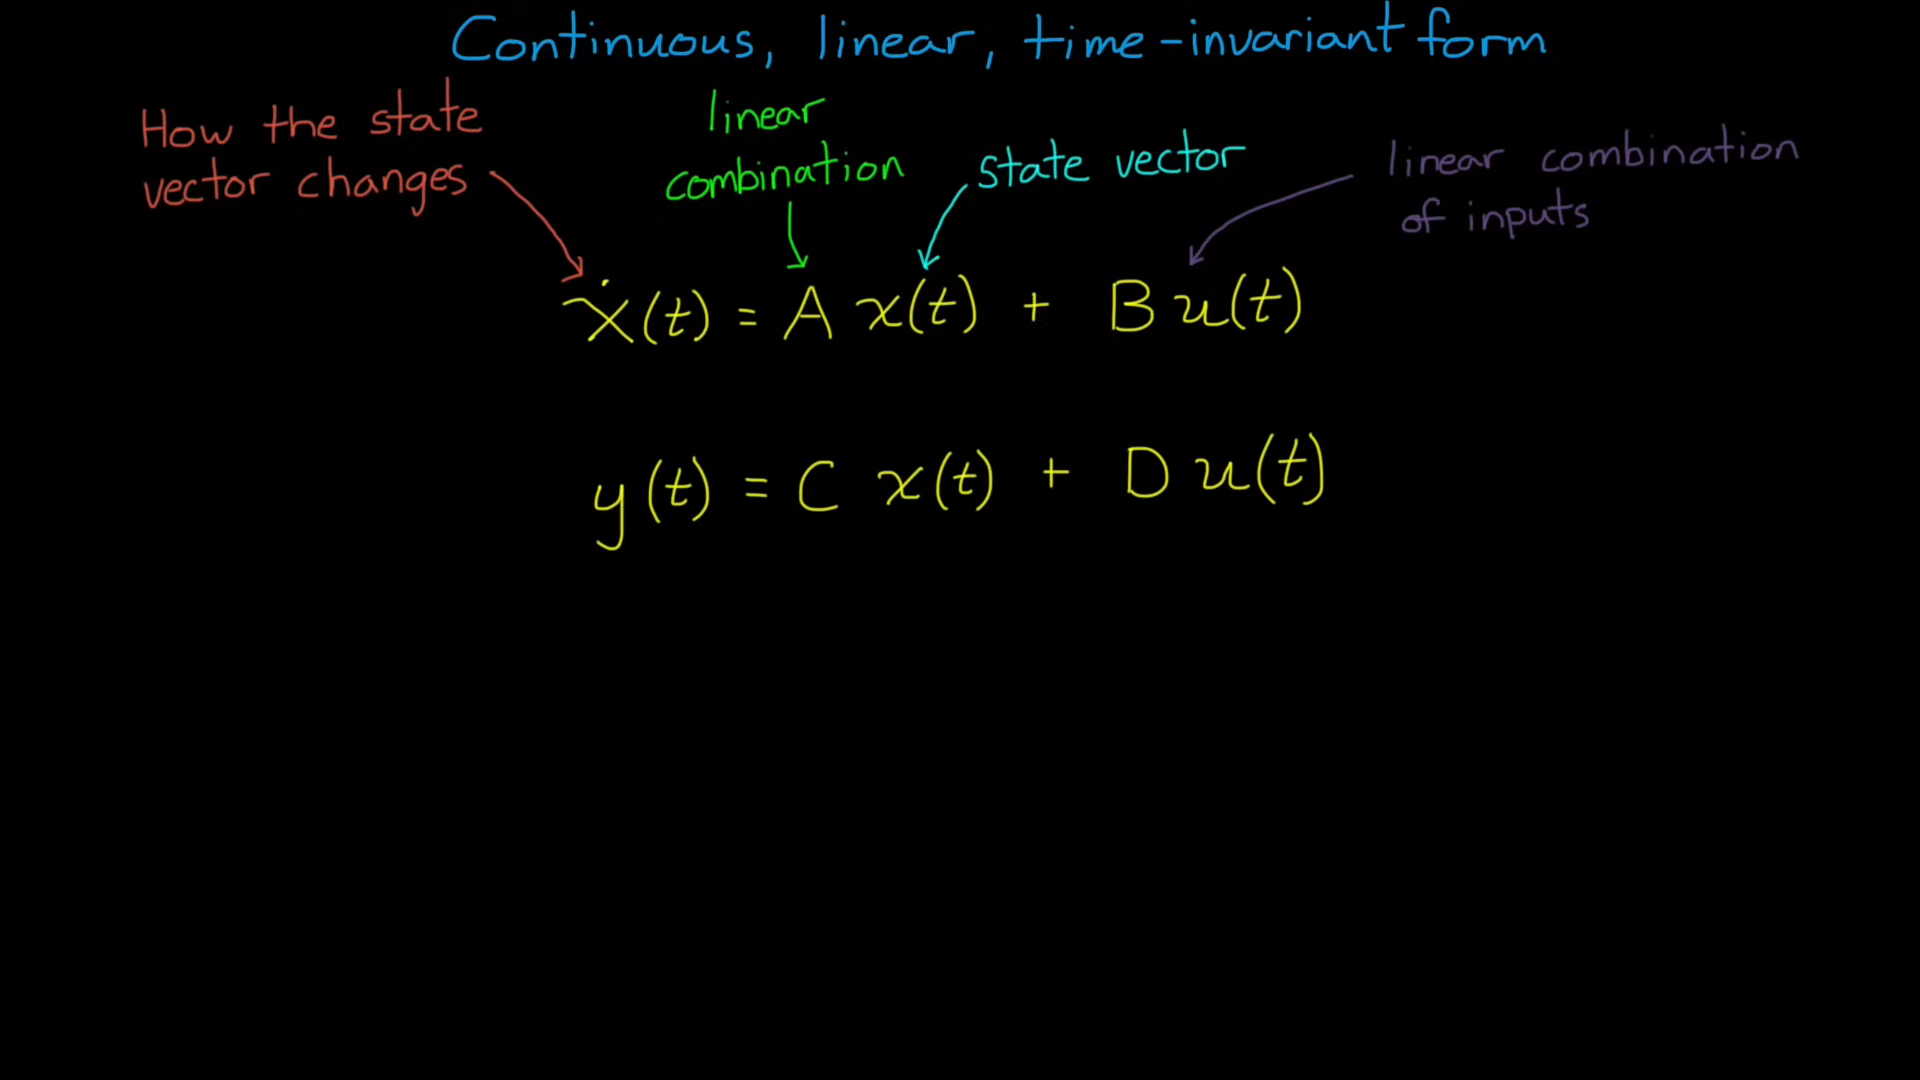 Continuous, linear, time-invariant form
How the state
vector changes
linear
combination
state vector
linear combination
of inputs
ẋ(t) = A x(t) + B u(t)
y(t) = C x(t) + D u(t)